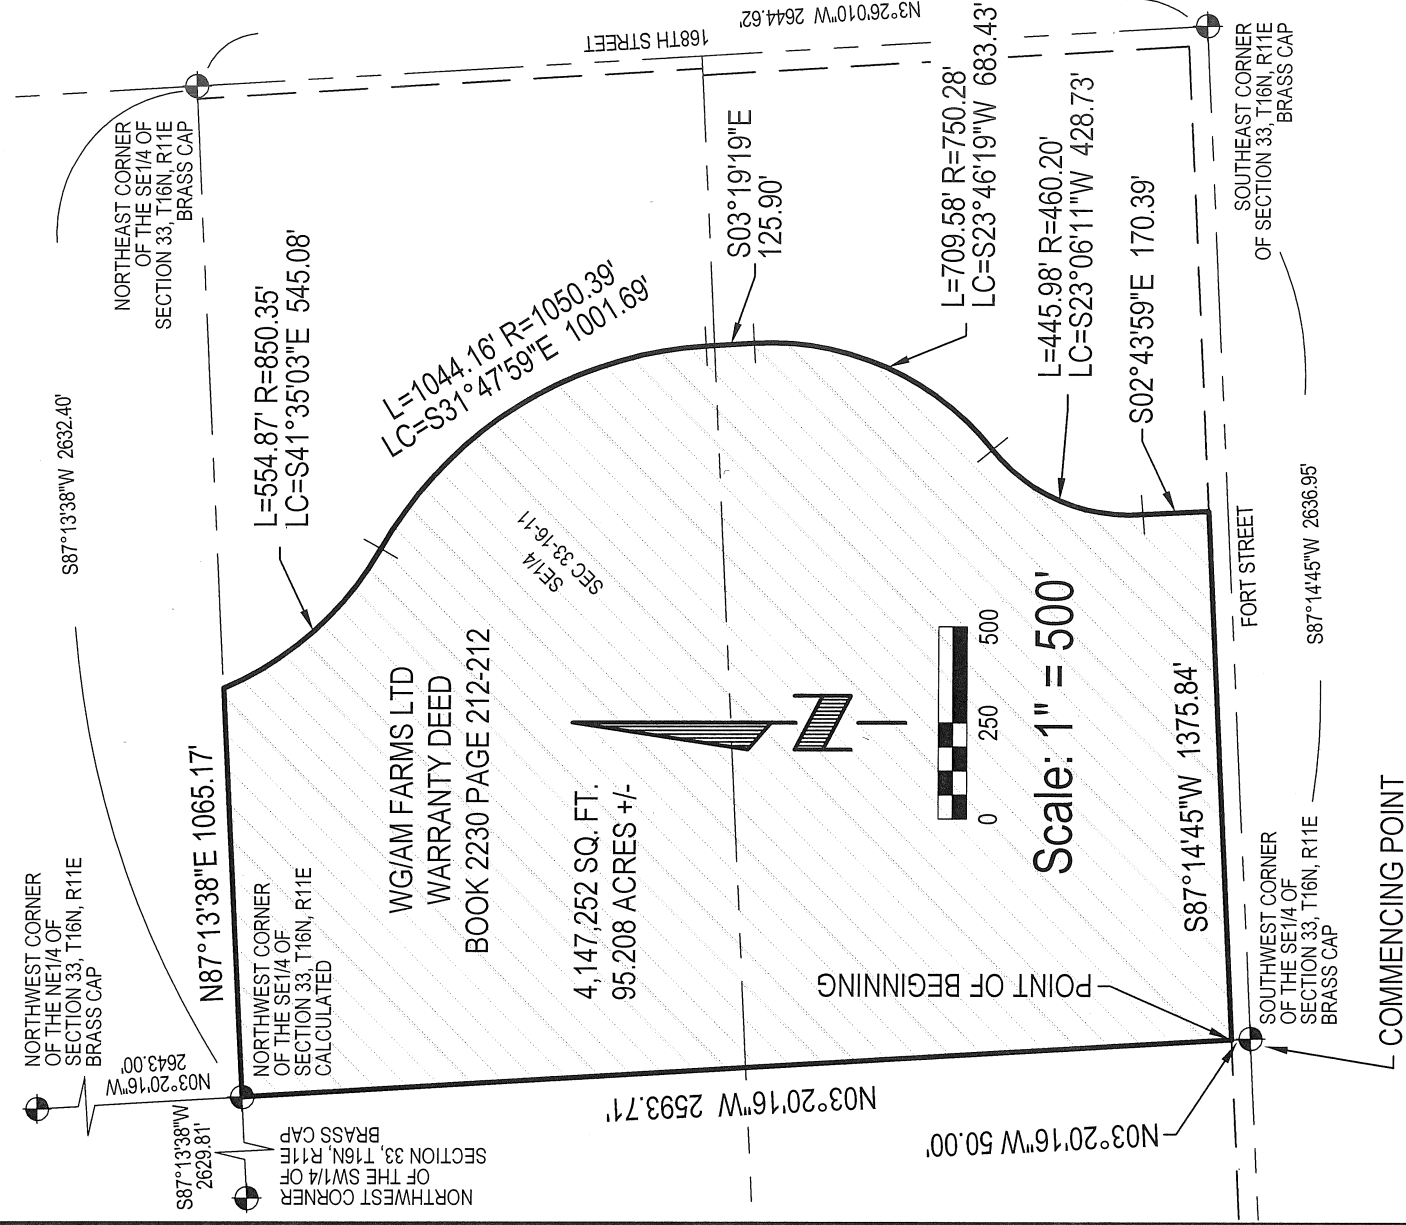 N3°26'010"W 2644.62'
168TH STREET
NORTHEAST CORNER
OF THE SE1/4 OF
SECTION 33, T16N, R11E
BRASS CAP
SOUTHEAST CORNER
OF SECTION 33, T16N, R11E
BRASS CAP
S87°13'38"W 2632.40'
L=554.87' R=850.35'
LC=S41°35'03"E 545.08'
L=1044.16' R=1050.39'
LC=S31°47'59"E 1001.69'
S03°19'19"E
125.90'
L=709.58' R=750.28'
LC=S23°46'19"W 683.43'
L=445.98' R=460.20'
LC=S23°06'11"W 428.73'
S02°43'59"E 170.39'
SE1/4
SEC 33-16-11
FORT STREET
S87°14'45"W 2636.95'
N87°13'38"E 1065.17'
WG/AM FARMS LTD
WARRANTY DEED
BOOK 2230 PAGE 212-212
4,147,252 SQ. FT.
95.208 ACRES +/-
0 250 500
Scale: 1" = 500'
S87°14'45"W 1375.84'
NORTHWEST CORNER
OF THE NE1/4 OF
SECTION 33, T16N, R11E
BRASS CAP
N03°20'16"W
2643.00'
NORTHWEST CORNER
OF THE SE1/4 OF
SECTION 33, T16N, R11E
CALCULATED
S87°13'38"W
2629.81'
NORTHWEST CORNER
OF THE SW1/4 OF
SECTION 33, T16N, R11E
BRASS CAP
N03°20'16"W 2593.71'
POINT OF BEGINNING
N03°20'16"W 50.00'
SOUTHWEST CORNER
OF THE SE1/4 OF
SECTION 33, T16N, R11E
BRASS CAP
COMMENCING POINT